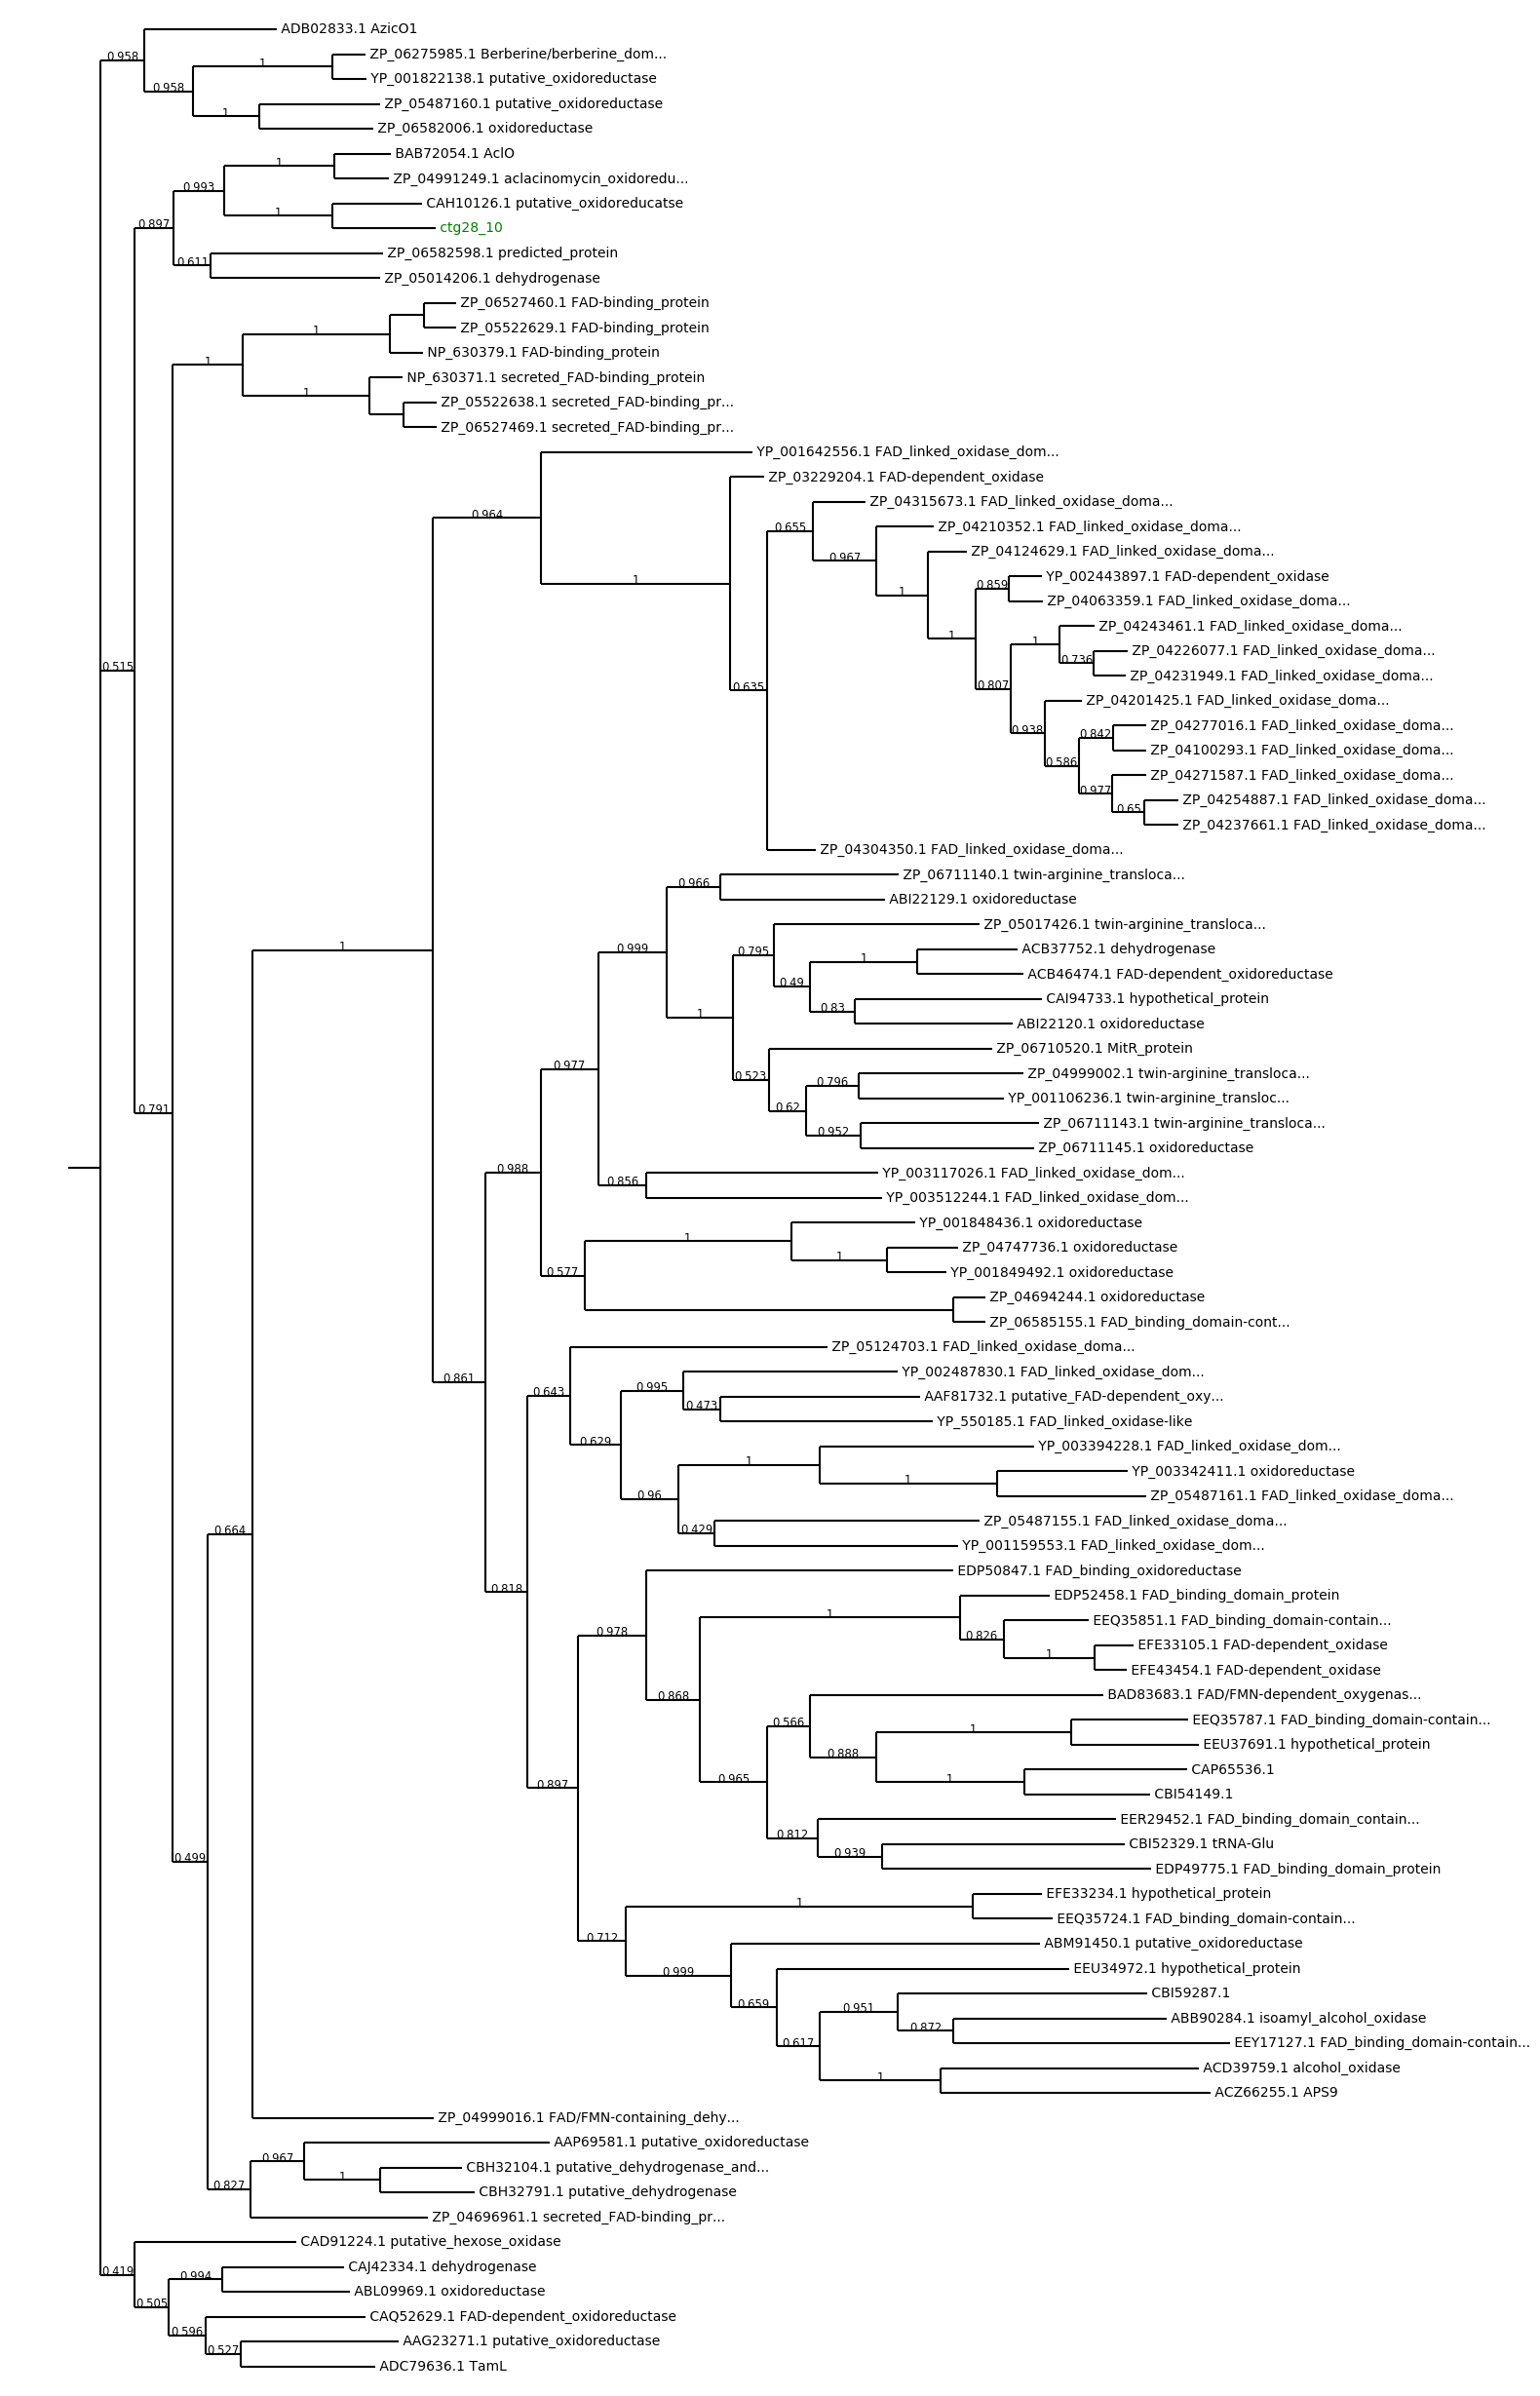 ADB02833.1 AzicO1
0.958
ZP_06275985.1 Berberine/berberine_dom...
1
YP_001822138.1 putative_oxidoreductase
0.958
ZP_05487160.1 putative_oxidoreductase
1
ZP_06582006.1 oxidoreductase
BAB72054.1 AclO
1
ZP_04991249.1 aclacinomycin_oxidoredu...
0.993
CAH10126.1 putative_oxidoreducatse
1
ctg28_10
0.897
ZP_06582598.1 predicted_protein
0.611
ZP_05014206.1 dehydrogenase
ZP_06527460.1 FAD-binding_protein
ZP_05522629.1 FAD-binding_protein
1
NP_630379.1 FAD-binding_protein
1
NP_630371.1 secreted_FAD-binding_protein
1
ZP_05522638.1 secreted_FAD-binding_pr...
ZP_06527469.1 secreted_FAD-binding_pr...
YP_001642556.1 FAD_linked_oxidase_dom...
ZP_03229204.1 FAD-dependent_oxidase
ZP_04315673.1 FAD_linked_oxidase_doma...
0.964
0.655
ZP_04210352.1 FAD_linked_oxidase_doma...
ZP_04124629.1 FAD_linked_oxidase_doma...
0.967
YP_002443897.1 FAD-dependent_oxidase
1
0.859
1
ZP_04063359.1 FAD_linked_oxidase_doma...
ZP_04243461.1 FAD_linked_oxidase_doma...
1
1
ZP_04226077.1 FAD_linked_oxidase_doma...
0.736
0.515
ZP_04231949.1 FAD_linked_oxidase_doma...
0.635
0.807
ZP_04201425.1 FAD_linked_oxidase_doma...
ZP_04277016.1 FAD_linked_oxidase_doma...
0.938
0.842
ZP_04100293.1 FAD_linked_oxidase_doma...
0.586
ZP_04271587.1 FAD_linked_oxidase_doma...
0.977
ZP_04254887.1 FAD_linked_oxidase_doma...
0.65
ZP_04237661.1 FAD_linked_oxidase_doma...
ZP_04304350.1 FAD_linked_oxidase_doma...
ZP_06711140.1 twin-arginine_transloca...
0.966
ABI22129.1 oxidoreductase
ZP_05017426.1 twin-arginine_transloca...
1
0.999
0.795
ACB37752.1 dehydrogenase
1
ACB46474.1 FAD-dependent_oxidoreductase
0.49
CAI94733.1 hypothetical_protein
0.83
1
ABI22120.1 oxidoreductase
ZP_06710520.1 MitR_protein
0.977
ZP_04999002.1 twin-arginine_transloca...
0.523
0.796
YP_001106236.1 twin-arginine_transloc...
0.791
0.62
ZP_06711143.1 twin-arginine_transloca...
0.952
ZP_06711145.1 oxidoreductase
0.988
YP_003117026.1 FAD_linked_oxidase_dom...
0.856
YP_003512244.1 FAD_linked_oxidase_dom...
YP_001848436.1 oxidoreductase
1
ZP_04747736.1 oxidoreductase
1
0.577
YP_001849492.1 oxidoreductase
ZP_04694244.1 oxidoreductase
ZP_06585155.1 FAD_binding_domain-cont...
ZP_05124703.1 FAD_linked_oxidase_doma...
0.861
YP_002487830.1 FAD_linked_oxidase_dom...
0.643
0.995
AAF81732.1 putative_FAD-dependent_oxy...
0.473
YP_550185.1 FAD_linked_oxidase-like
0.629
YP_003394228.1 FAD_linked_oxidase_dom...
1
YP_003342411.1 oxidoreductase
1
0.96
ZP_05487161.1 FAD_linked_oxidase_doma...
0.664
ZP_05487155.1 FAD_linked_oxidase_doma...
0.429
YP_001159553.1 FAD_linked_oxidase_dom...
EDP50847.1 FAD_binding_oxidoreductase
0.818
EDP52458.1 FAD_binding_domain_protein
1
EEQ35851.1 FAD_binding_domain-contain...
0.978
0.826
EFE33105.1 FAD-dependent_oxidase
1
EFE43454.1 FAD-dependent_oxidase
0.868
BAD83683.1 FAD/FMN-dependent_oxygenas...
0.566
EEQ35787.1 FAD_binding_domain-contain...
1
EEU37691.1 hypothetical_protein
0.888
CAP65536.1
0.897
0.965
1
CBI54149.1
EER29452.1 FAD_binding_domain_contain...
0.812
CBI52329.1 tRNA-Glu
0.939
0.499
EDP49775.1 FAD_binding_domain_protein
EFE33234.1 hypothetical_protein
1
EEQ35724.1 FAD_binding_domain-contain...
0.712
ABM91450.1 putative_oxidoreductase
0.999
EEU34972.1 hypothetical_protein
CBI59287.1
0.659
0.951
ABB90284.1 isoamyl_alcohol_oxidase
0.872
EEY17127.1 FAD_binding_domain-contain...
0.617
ACD39759.1 alcohol_oxidase
1
ACZ66255.1 APS9
ZP_04999016.1 FAD/FMN-containing_dehy...
AAP69581.1 putative_oxidoreductase
0.967
CBH32104.1 putative_dehydrogenase_and...
1
0.827
CBH32791.1 putative_dehydrogenase
ZP_04696961.1 secreted_FAD-binding_pr...
CAD91224.1 putative_hexose_oxidase
0.419
CAJ42334.1 dehydrogenase
0.994
ABL09969.1 oxidoreductase
0.505
CAQ52629.1 FAD-dependent_oxidoreductase
0.596
AAG23271.1 putative_oxidoreductase
0.527
ADC79636.1 TamL